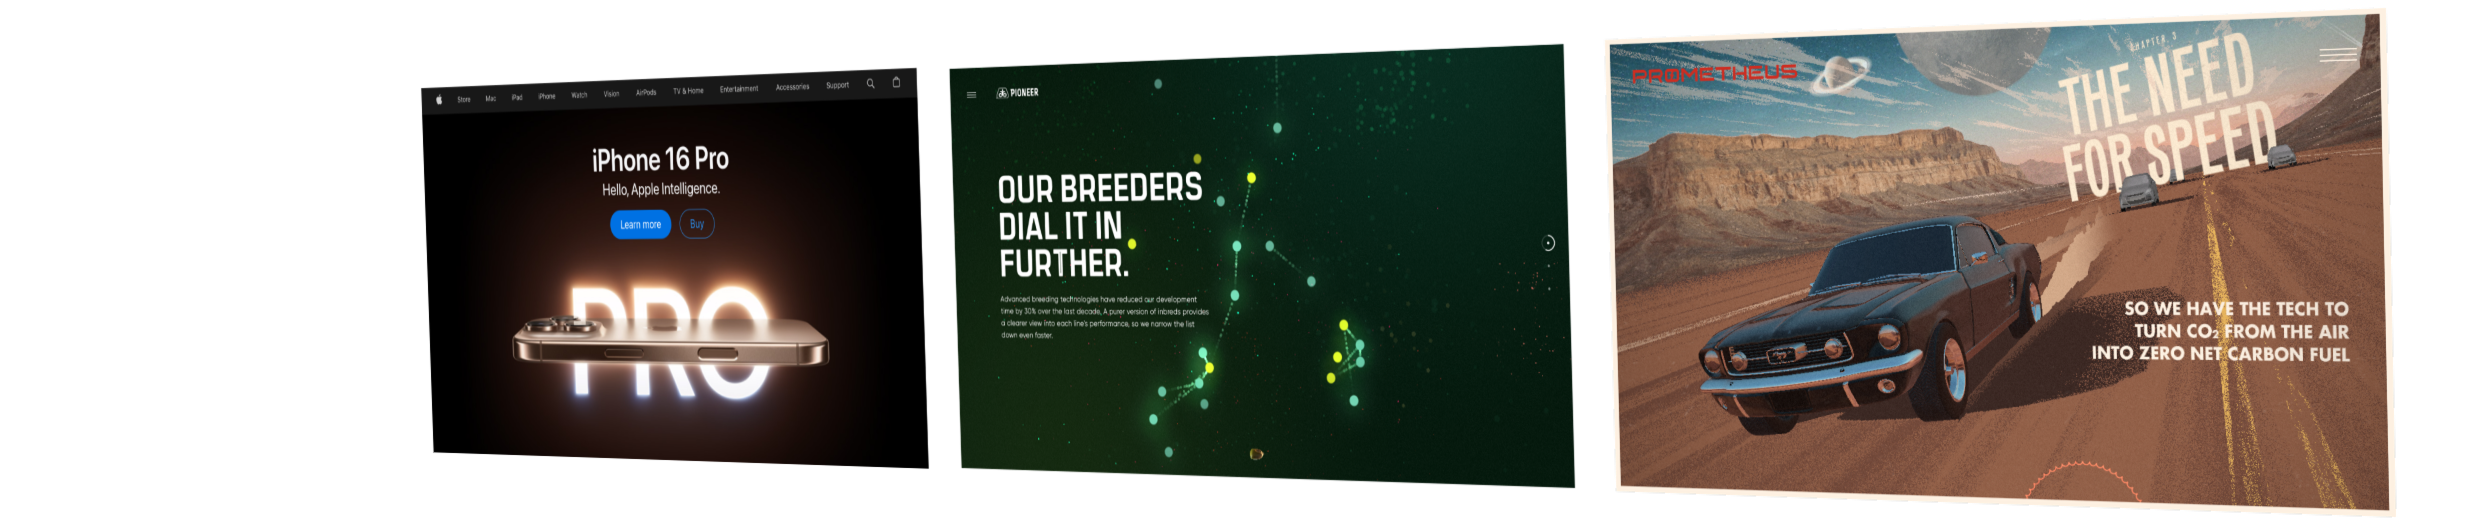 Store Mac iPad iPhone Watch Vision AirPods TV & Home Entertainment Accessories Support
iPhone 16 Pro
Hello, Apple Intelligence.
Learn more Buy
PRO
PIONEER
OUR BREEDERS
DIAL IT IN
FURTHER.
Advanced breeding technologies have reduced our development
time by 30% over the last decade, A purer version of inbreds provides
a clearer view into each line's performance, so we narrow the list
down even faster.
PROMETHEUS
CHAPTER 3
THE NEED
FOR SPEED
SO WE HAVE THE TECH TO
TURN CO₂ FROM THE AIR
INTO ZERO NET CARBON FUEL